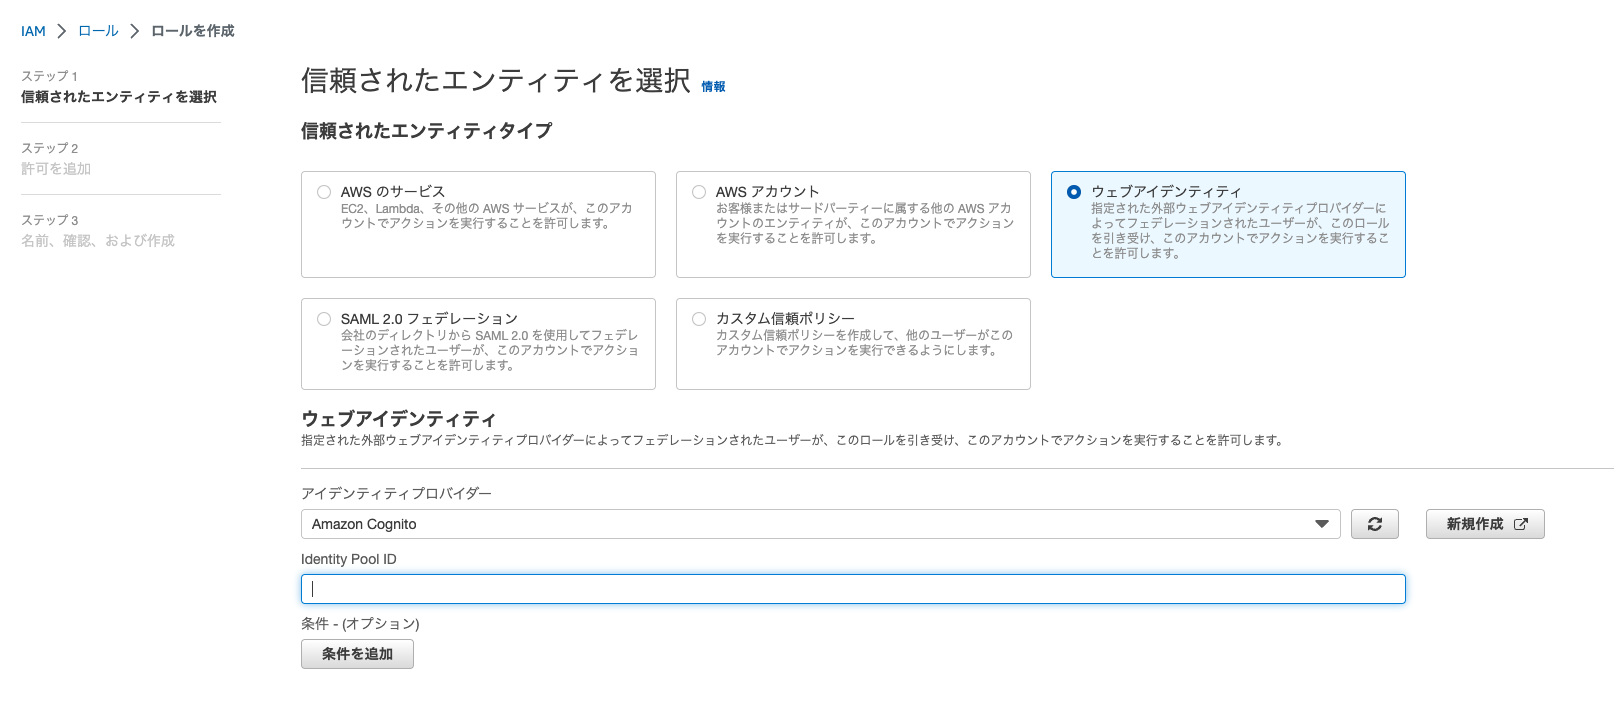 IAM > ロール > ロールを作成
ステップ 1
信頼されたエンティティを選択
ステップ 2
許可を追加
ステップ 3
名前、確認、および作成
信頼されたエンティティを選択 情報
信頼されたエンティティタイプ
AWS のサービス
EC2、Lambda、その他の AWS サービスが、このアカ
ウントでアクションを実行することを許可します。
AWS アカウント
お客様またはサードパーティーに属する他の AWS アカ
ウントのエンティティが、このアカウントでアクション
を実行することを許可します。
ウェブアイデンティティ
指定された外部ウェブアイデンティティプロバイダーに
よってフェデレーションされたユーザーが、このロール
を引き受け、このアカウントでアクションを実行するこ
とを許可します。
SAML 2.0 フェデレーション
会社のディレクトリから SAML 2.0 を使用してフェデレ
ーションされたユーザーが、このアカウントでアクショ
ンを実行することを許可します。
カスタム信頼ポリシー
カスタム信頼ポリシーを作成して、他のユーザーがこの
アカウントでアクションを実行できるようにします。
ウェブアイデンティティ
指定された外部ウェブアイデンティティプロバイダーによってフェデレーションされたユーザーが、このロールを引き受け、このアカウントでアクションを実行することを許可します。
アイデンティティプロバイダー
Amazon Cognito
新規作成
Identity Pool ID
条件 - (オプション)
条件を追加